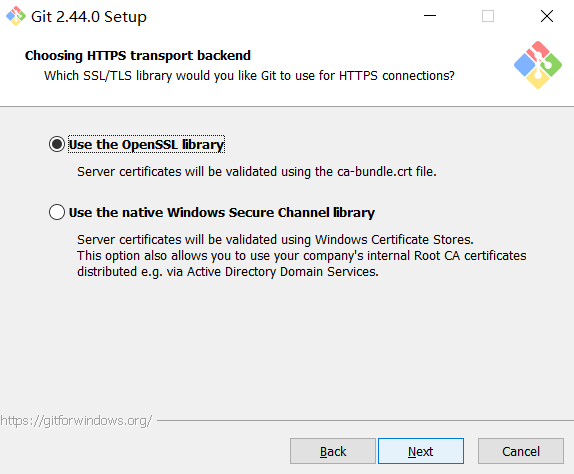 Git 2.44.0 Setup
Choosing HTTPS transport backend
Which SSL/TLS library would you like Git to use for HTTPS connections?
Use the OpenSSL library
Server certificates will be validated using the ca-bundle.crt file.
Use the native Windows Secure Channel library
Server certificates will be validated using Windows Certificate Stores.
This option also allows you to use your company's internal Root CA certificates
distributed e.g. via Active Directory Domain Services.
https://gitforwindows.org/
Back Next Cancel